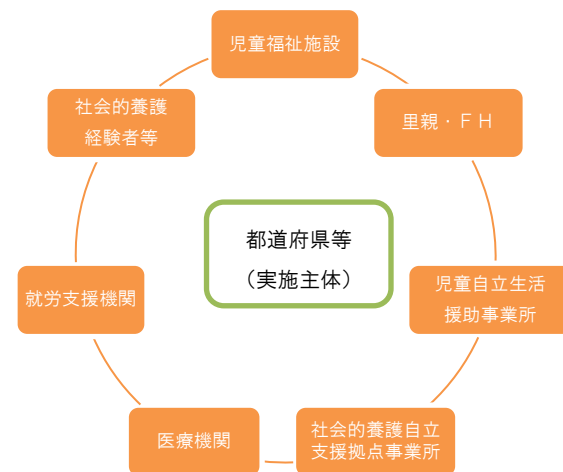 児童福祉施設
社会的養護
経験者等
里親・ＦＨ
都道府県等
（実施主体）
就労支援機関
児童自立生活
援助事業所
医療機関
社会的養護自立
支援拠点事業所